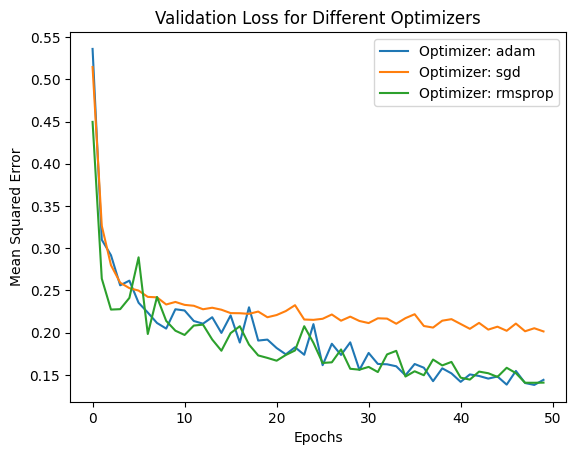 Validation Loss for Different Optimizers
Optimizer: adam
Optimizer: sgd
Optimizer: rmsprop
Mean Squared Error
0.55
0.50
0.45
0.40
0.35
0.30
0.25
0.20
0.15
0
10
20
30
40
50
Epochs